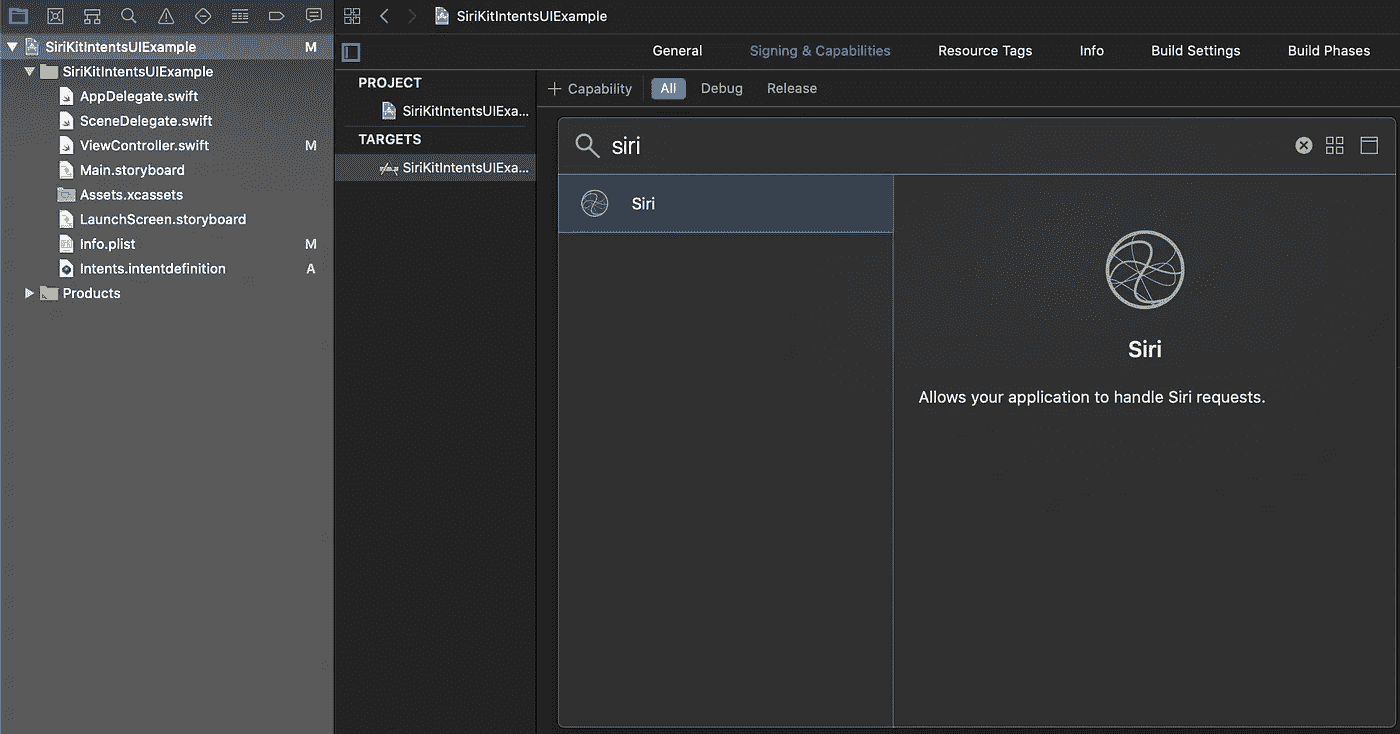 SiriKitIntentsUIExample
SiriKitIntentsUIExample M
SiriKitIntentsUIExample
AppDelegate.swift
SceneDelegate.swift
ViewController.swift M
Main.storyboard
Assets.xcassets
LaunchScreen.storyboard
Info.plist M
Intents.intentdefinition A
Products
General Signing & Capabilities Resource Tags Info Build Settings Build Phases
PROJECT
SiriKitIntentsUIExa...
TARGETS
SiriKitIntentsUIExa...
+ Capability All Debug Release
siri
Siri
Siri
Allows your application to handle Siri requests.